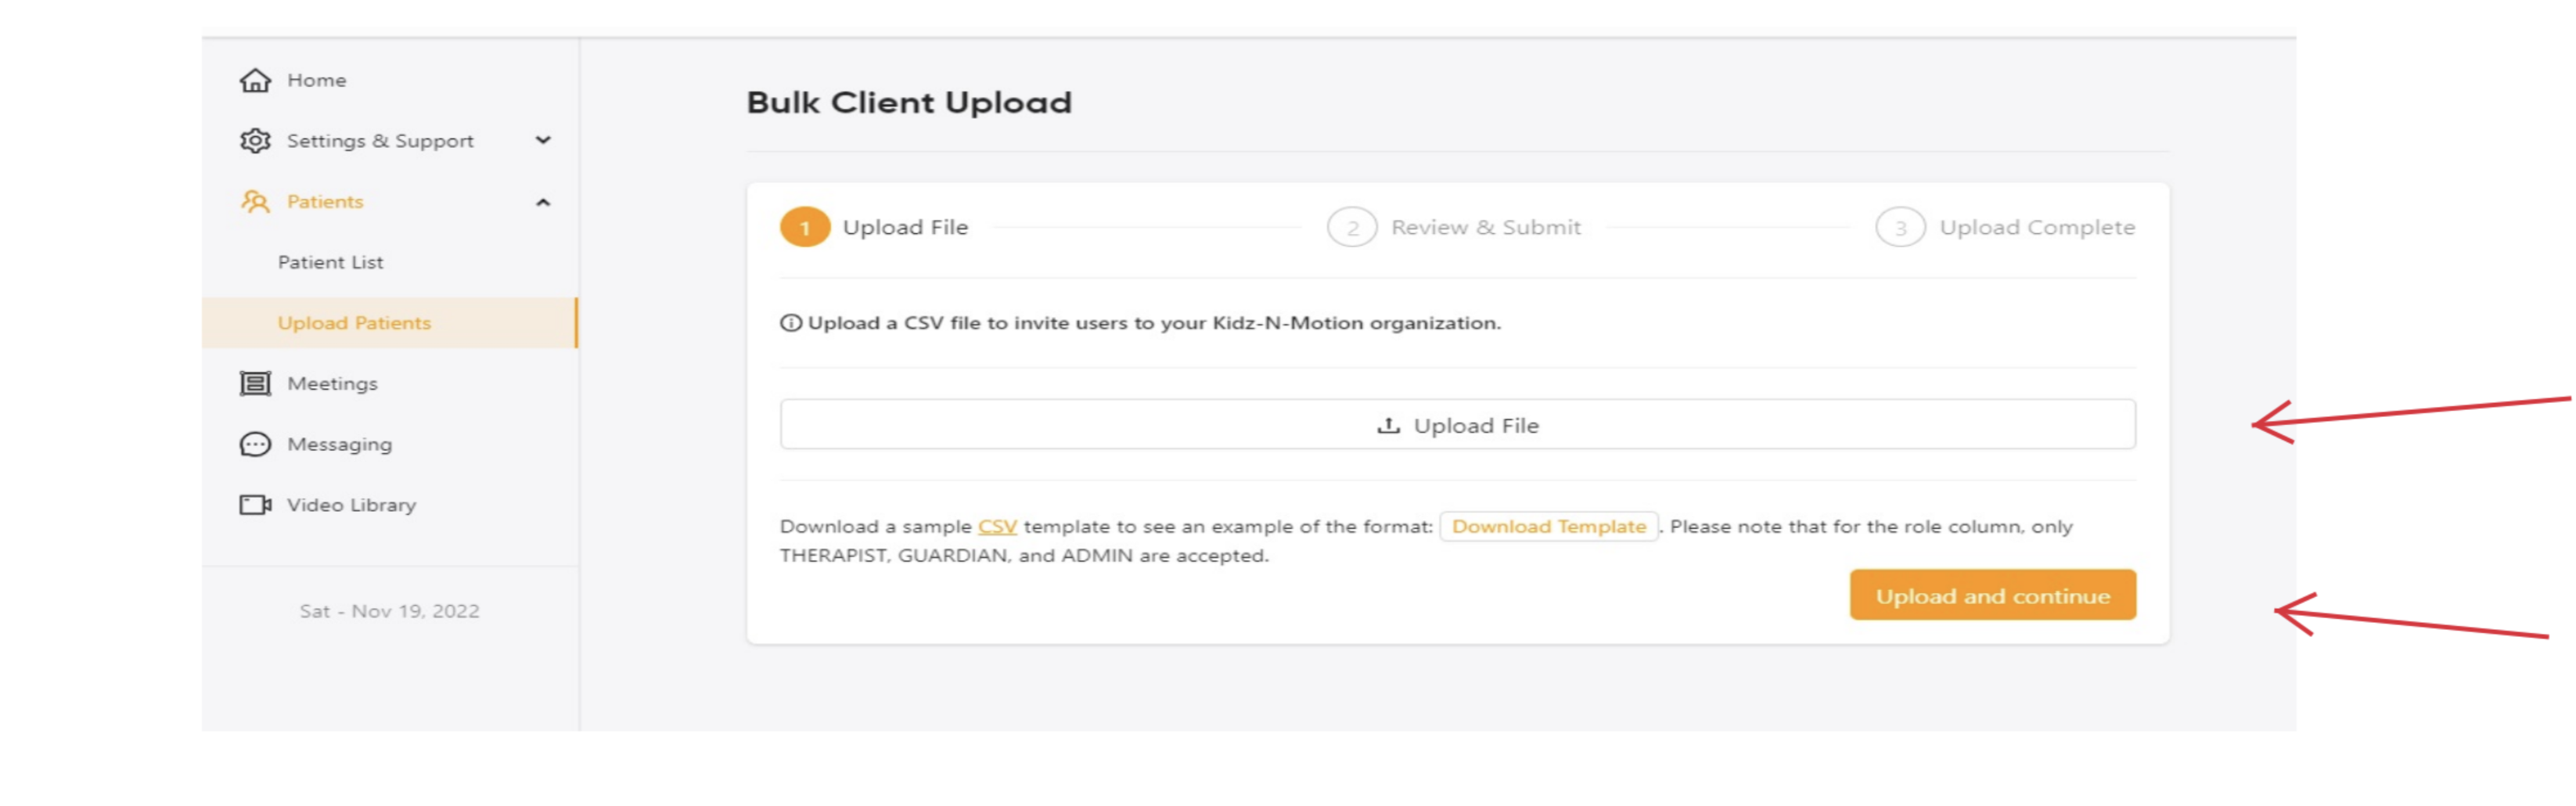 Home
Settings & Support
Patients
Patient List
Upload Patients
Meetings
Messaging
Video Library
Sat - Nov 19, 2022
Bulk Client Upload
1 Upload File 2 Review & Submit 3 Upload Complete
Upload a CSV file to invite users to your Kidz-N-Motion organization.
Upload File
Download a sample CSV template to see an example of the format: Download Template . Please note that for the role column, only
THERAPIST, GUARDIAN, and ADMIN are accepted.
Upload and continue